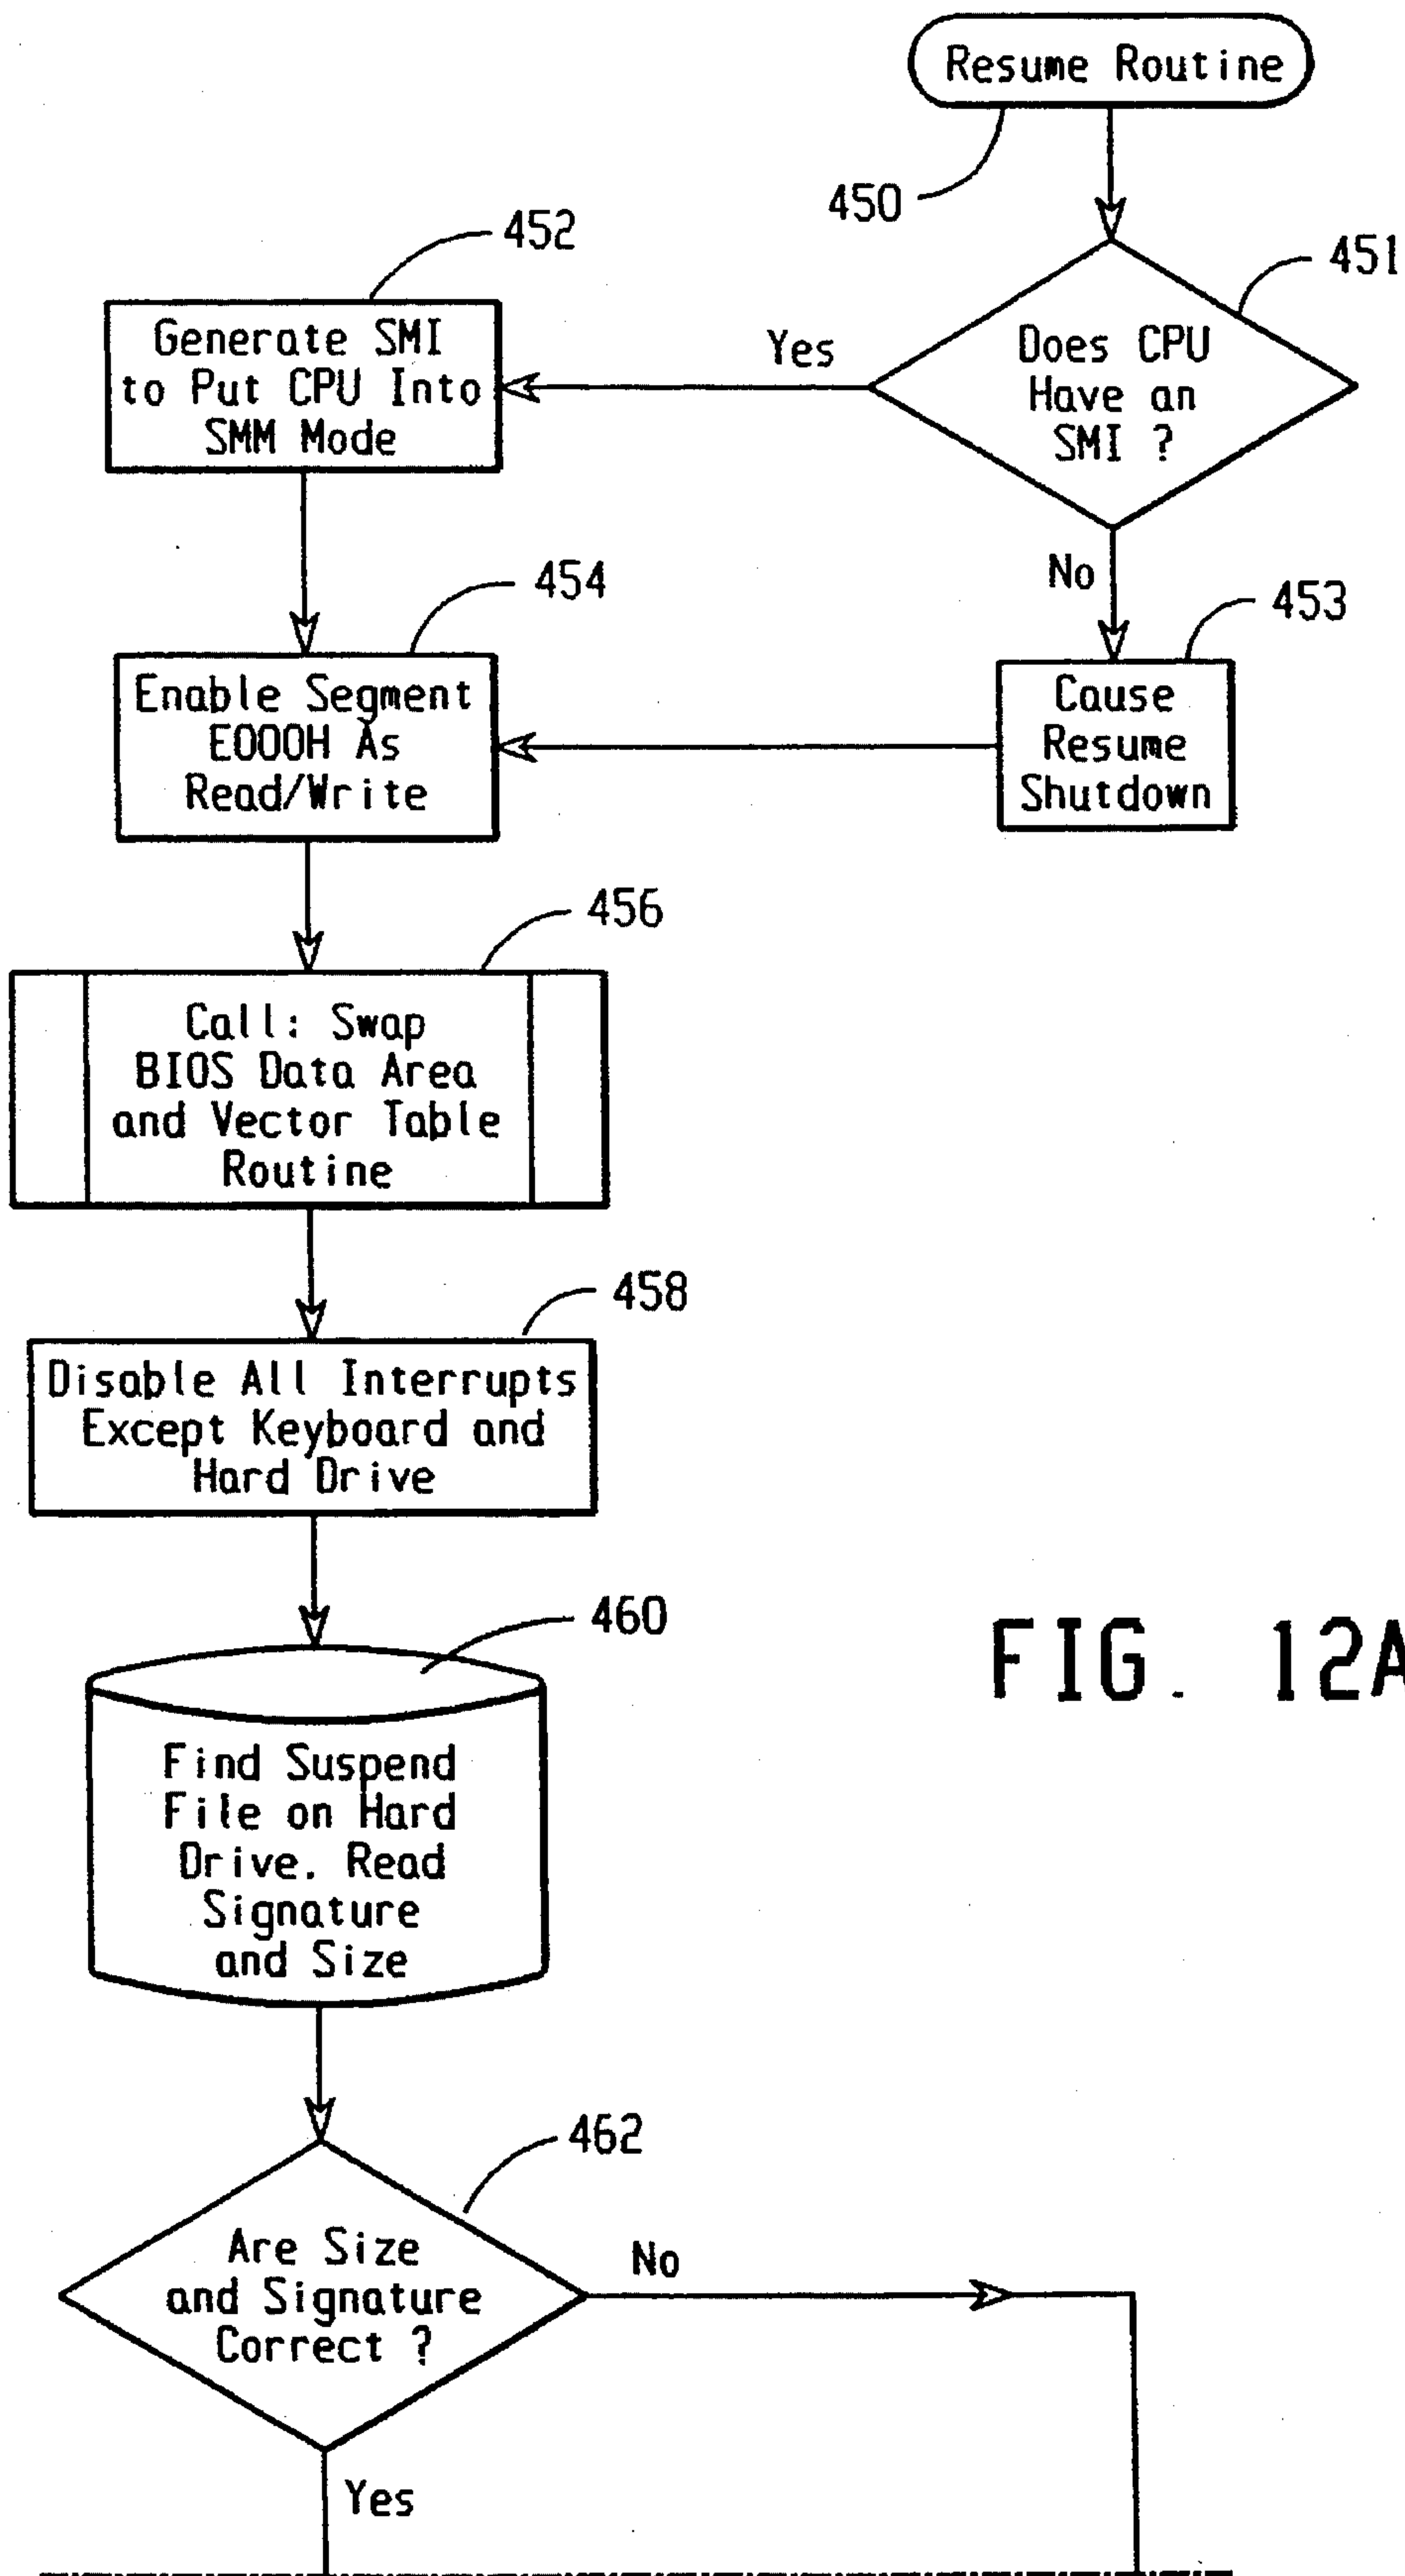 Resume Routine
450
451
Does CPU
Have an
SMI ?
Yes
No
452
Generate SMI
to Put CPU Into
SMM Mode
453
Cause
Resume
Shutdown
454
Enable Segment
E000H As
Read/Write
456
Call: Swap
BIOS Data Area
and Vector Table
Routine
458
Disable All Interrupts
Except Keyboard and
Hard Drive
460
Find Suspend
File on Hard
Drive. Read
Signature
and Size
FIG. 12A
462
Are Size
and Signature
Correct ?
No
Yes